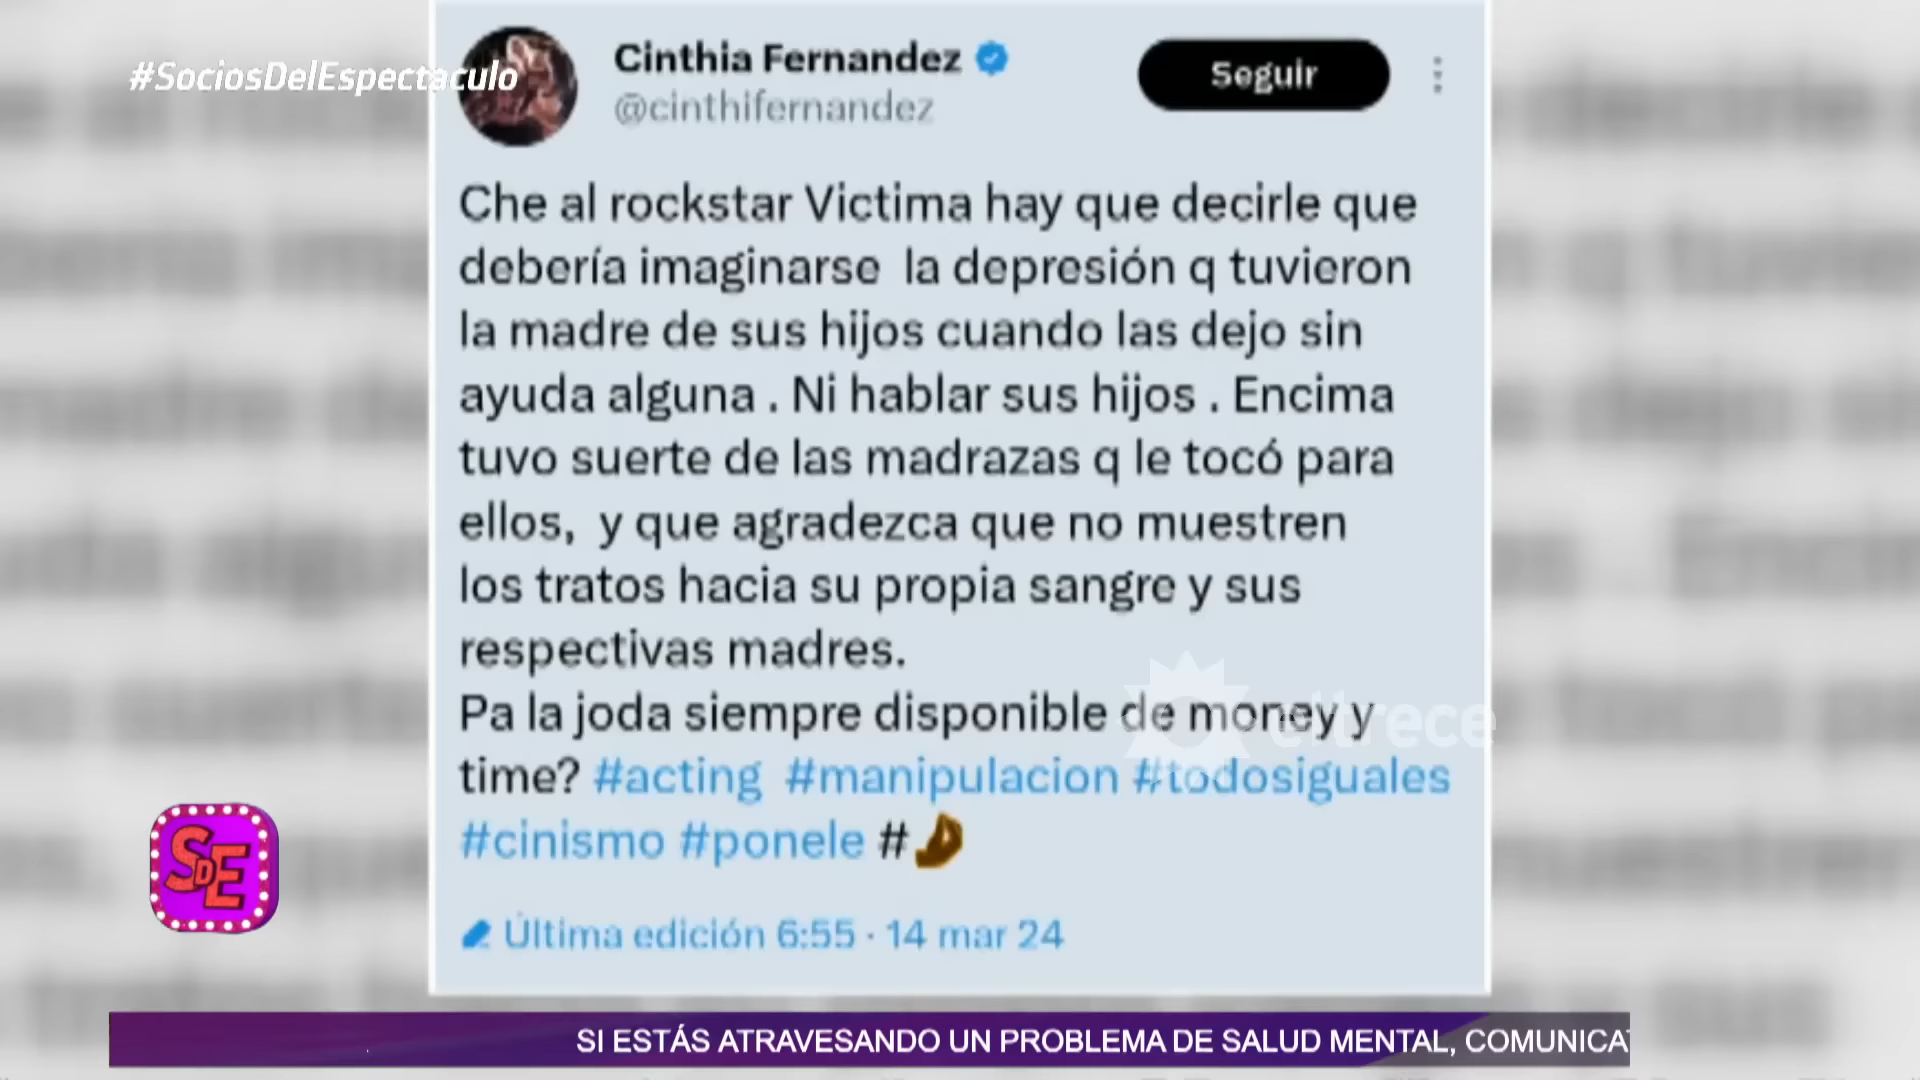 #SociosDelEspectaculo
Cinthia Fernandez
@cinthifernandez
Seguir
Che al rockstar Victima hay que decirle que
debería imaginarse  la depresión q tuvieron
la madre de sus hijos cuando las dejo sin
ayuda alguna . Ni hablar sus hijos . Encima
tuvo suerte de las madrazas q le tocó para
ellos,  y que agradezca que no muestren
los tratos hacia su propia sangre y sus
respectivas madres.
Pa la joda siempre disponible de money y
time? #acting  #manipulacion #todosiguales
#cinismo #ponele #🤌🏾
Última edición 6:55 · 14 mar 24
eltrece
SDE
SI ESTÁS ATRAVESANDO UN PROBLEMA DE SALUD MENTAL, COMUNICAT